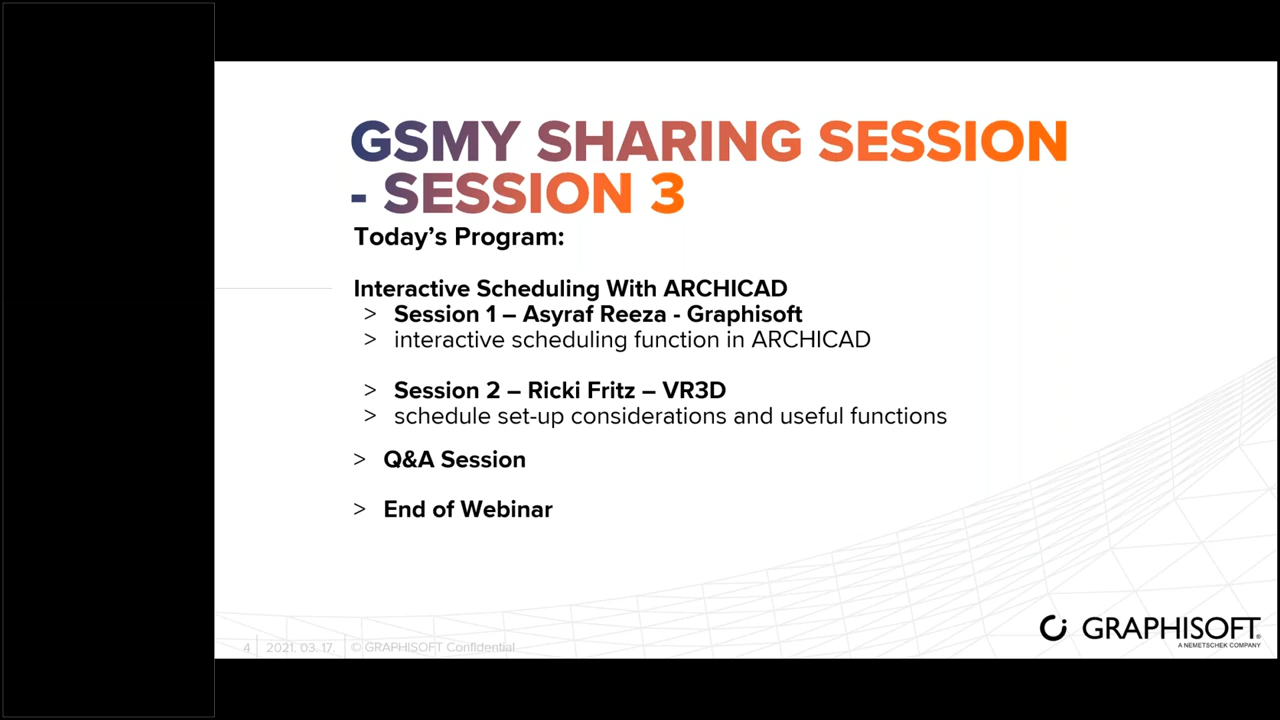 GSMY SHARING SESSION
- SESSION 3
Today's Program:
Interactive Scheduling With ARCHICAD
> Session 1 – Asyraf Reeza - Graphisoft
> interactive scheduling function in ARCHICAD
> Session 2 – Ricki Fritz – VR3D
> schedule set-up considerations and useful functions
> Q&A Session
> End of Webinar
4 2021. 03. 17. © GRAPHISOFT Confidential
GRAPHISOFT®
A NEMETSCHEK COMPANY